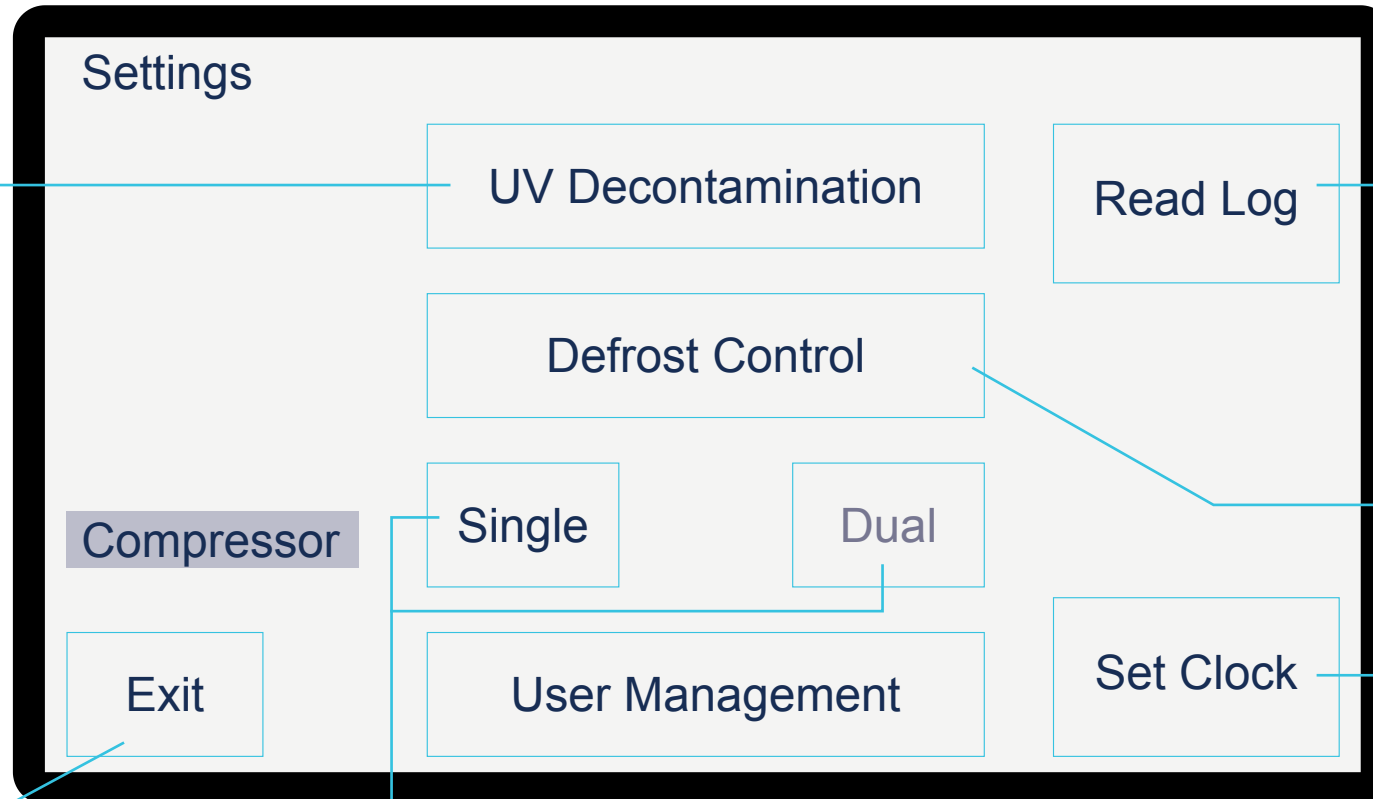 Settings
UV Decontamination
Read Log
Defrost Control
Compressor
Single
Dual
Exit
User Management
Set Clock